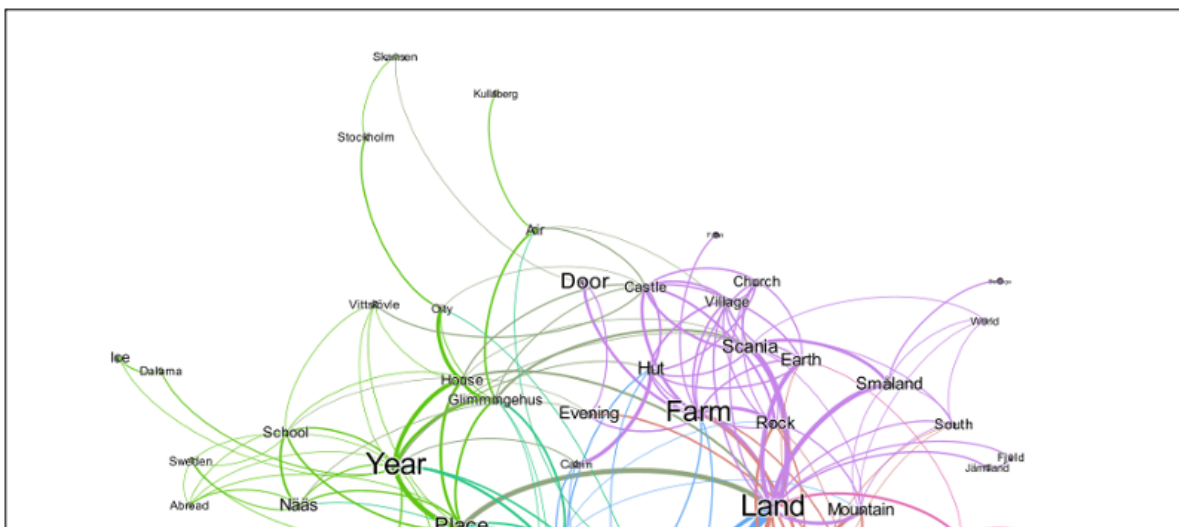 Skansen
Kullaberg
Stockholm
Air
Door
Castle
Church
Village
Vittskövle
City
World
Scania
Ice
Dalarna
House
Hut
Earth
Småland
Glimmingehus
Evening
Farm
Rock
South
School
Sweden
Year
Cabin
Fjeld
Jämtland
Abroad
Nääs
Land
Mountain
Place